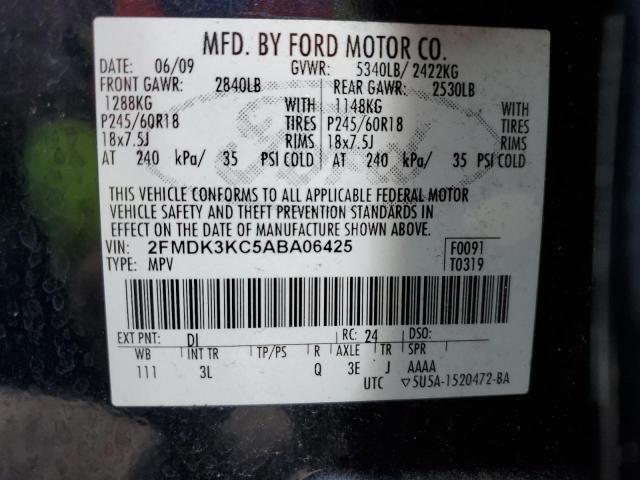 MFD. BY FORD MOTOR CO.
DATE: 06/09 GVWR: 5340LB/ 2422KG
FRONT GAWR: 2840LB REAR GAWR: 2530LB
1288KG WITH 1148KG WITH
P245/60R18 TIRES P245/60R18 TIRES
18x7.5J RIMS 18x7.5J RIMS
AT 240 kPa/ 35 PSI COLD AT 240 kPa/ 35 PSI COLD
THIS VEHICLE CONFORMS TO ALL APPLICABLE FEDERAL MOTOR
VEHICLE SAFETY AND THEFT PREVENTION STANDARDS IN
EFFECT ON THE DATE OF MANUFACTURE SHOWN ABOVE.
VIN: 2FMDK3KC5ABA06425 F0091
TYPE: MPV T0319
EXT PNT: DI RC: 24 DSO:
WB INT TR TP/PS R AXLE TR SPR
111 3L Q 3E J AAAA
UTC ▽5U5A-1520472-BA